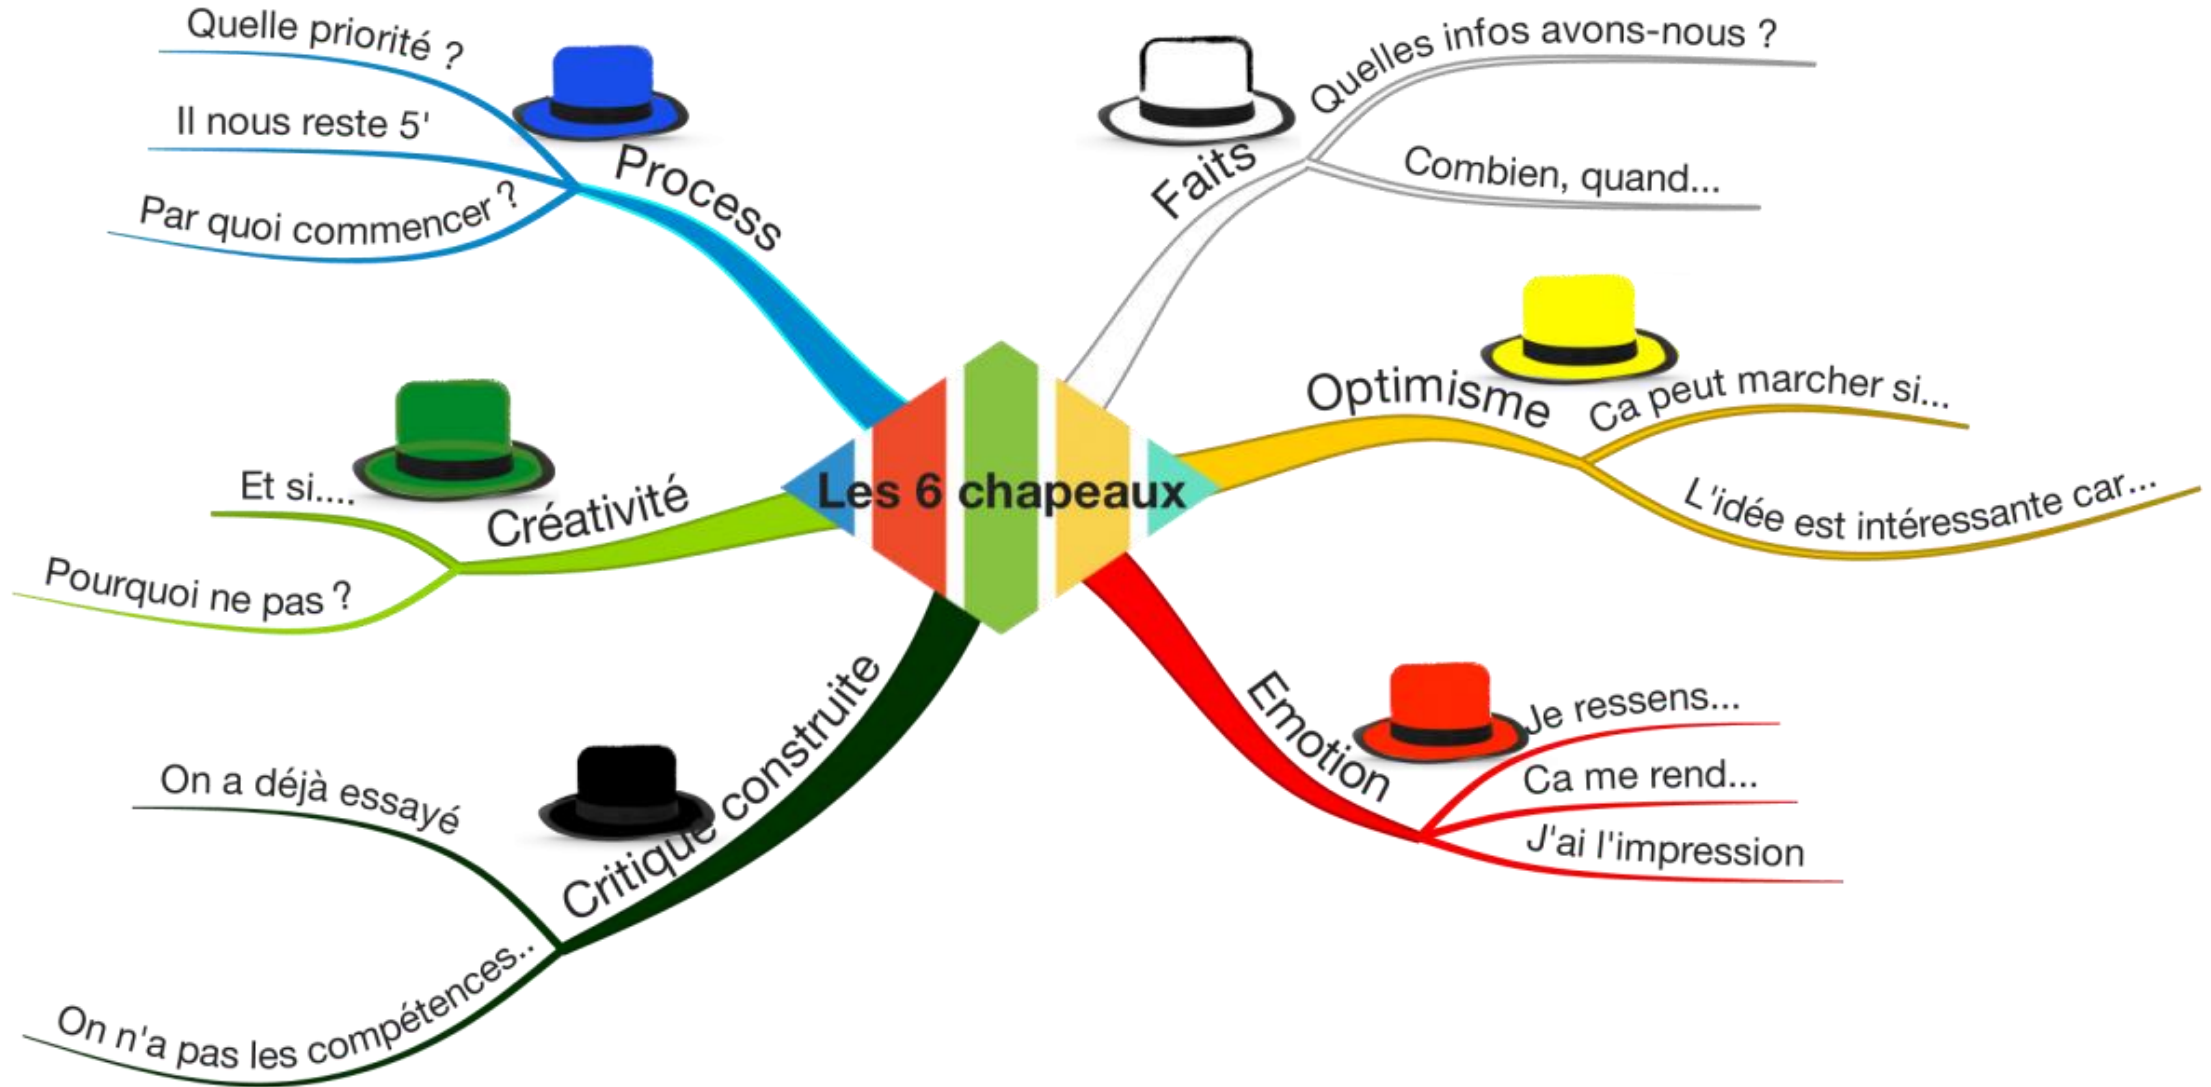 Quelle priorité ?
Il nous reste 5'
Par quoi commencer ?
Process
Et si....
Pourquoi ne pas ?
Créativité
On a déjà essayé
On n'a pas les compétences..
Critique construite
Les 6 chapeaux
Faits
Quelles infos avons-nous ?
Combien, quand...
Optimisme
Ca peut marcher si...
L'idée est intéressante car...
Emotion
Je ressens...
Ca me rend...
J'ai l'impression